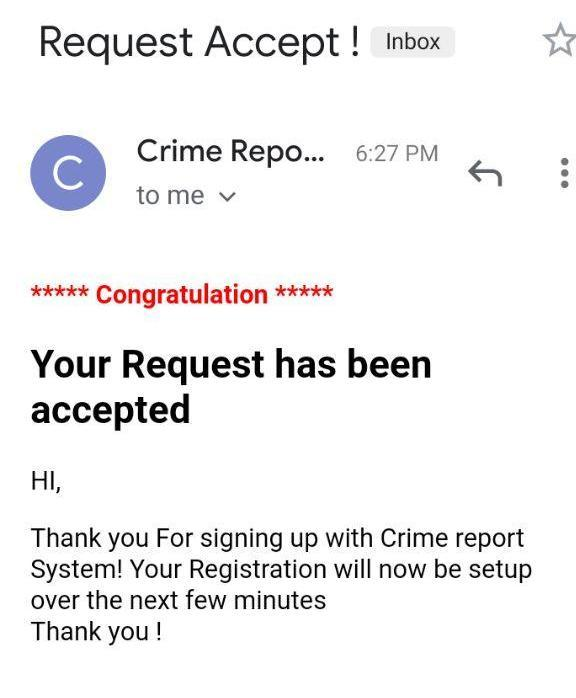 Request Accept ! Inbox
C
Crime Repo... 6:27 PM
to me
***** Congratulation *****
Your Request has been
accepted
HI,
Thank you For signing up with Crime report
System! Your Registration will now be setup
over the next few minutes
Thank you !